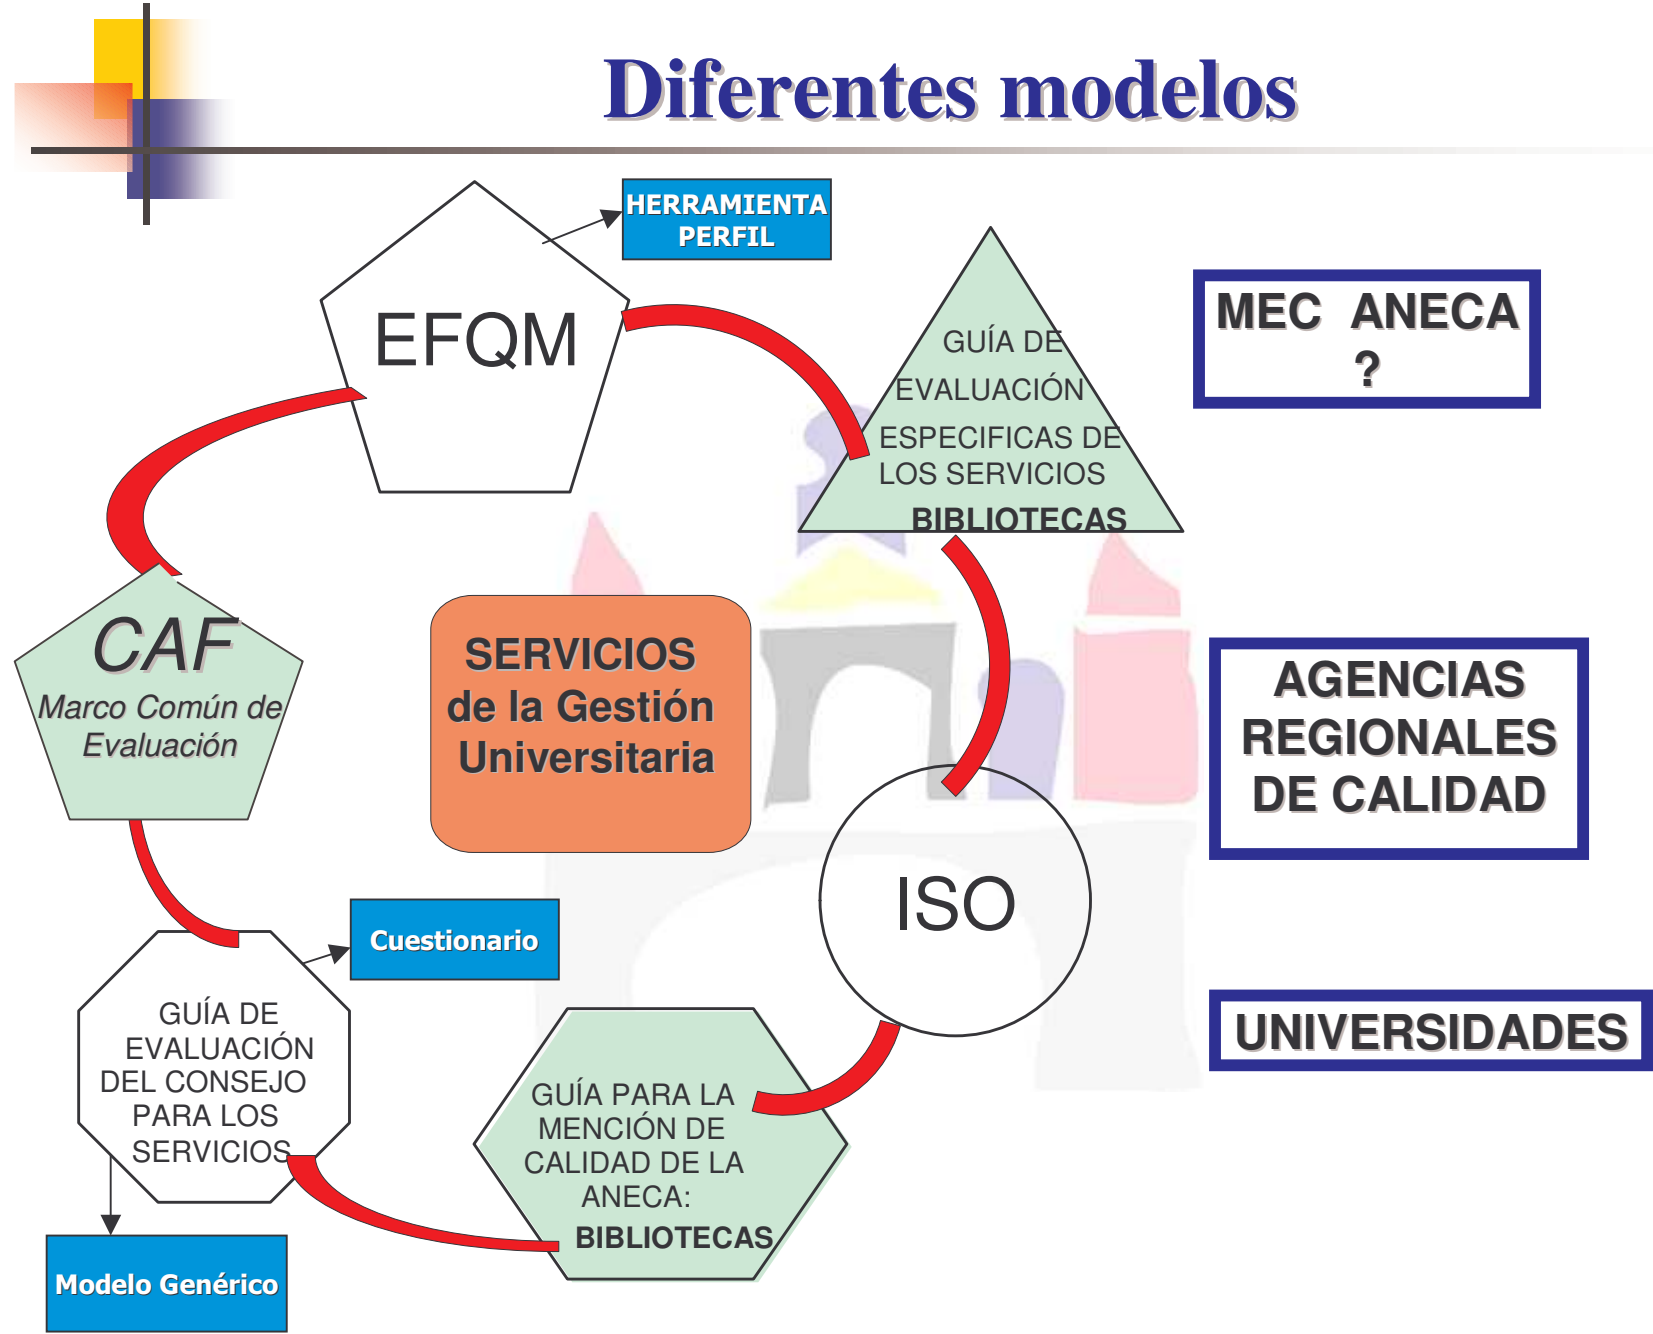 Diferentes modelos
HERRAMIENTA
PERFIL
EFQM
GUÍA DE
EVALUACIÓN
ESPECIFICAS DE
LOS SERVICIOS
BIBLIOTECAS
MEC  ANECA
?
CAF
Marco Común de
Evaluación
SERVICIOS
de la Gestión
Universitaria
AGENCIAS
REGIONALES
DE CALIDAD
ISO
Cuestionario
GUÍA DE
EVALUACIÓN
DEL CONSEJO
PARA LOS
SERVICIOS
GUÍA PARA LA
MENCIÓN DE
CALIDAD DE LA
ANECA:
BIBLIOTECAS
UNIVERSIDADES
Modelo Genérico